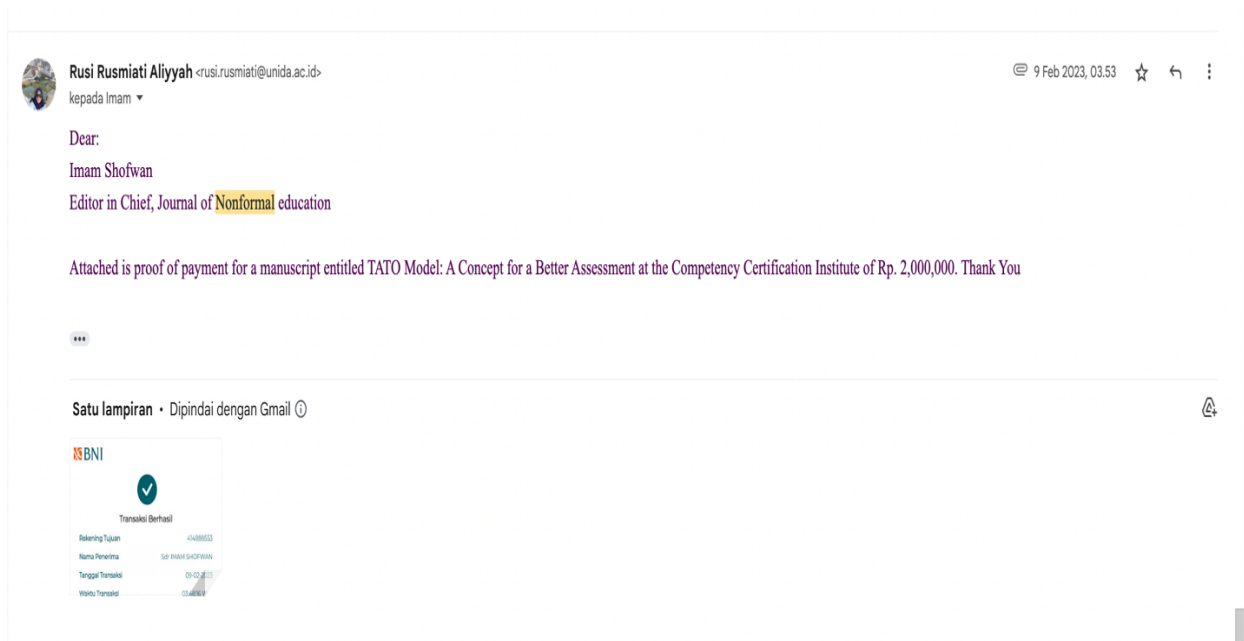 Rusi Rusmiati Aliyyah <rusi.rusmiati@unida.ac.id>
9 Feb 2023, 03.53
kepada Imam
Dear:
Imam Shofwan
Editor in Chief, Journal of Nonformal education
Attached is proof of payment for a manuscript entitled TATO Model: A Concept for a Better Assessment at the Competency Certification Institute of Rp. 2,000,000. Thank You
Satu lampiran • Dipindai dengan Gmail
BNI
Transaksi Berhasil
Rekening Tujuan
Nama Penerima Sdr IMAM SHOFWAN
Tanggal Transaksi
Waktu Transaksi